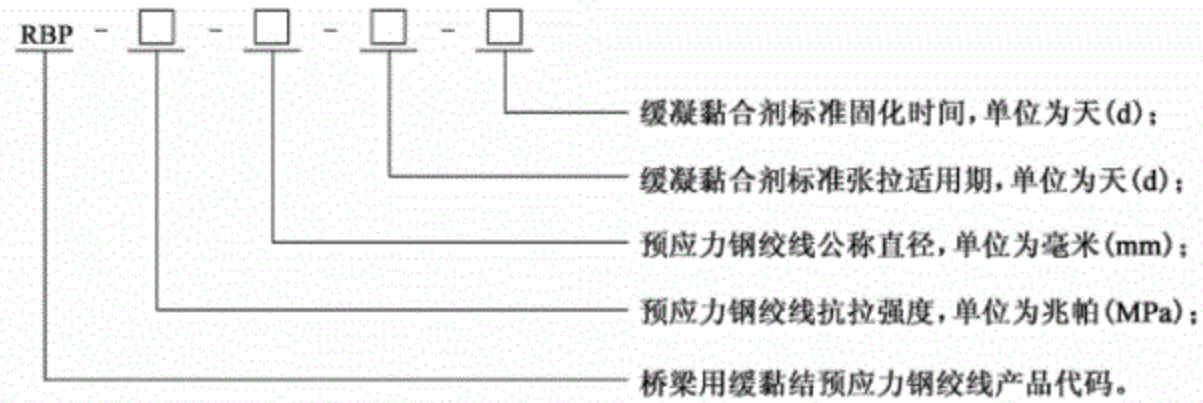 RBP - □ - □ - □ - □
缓凝黏合剂标准固化时间,单位为天(d);
缓凝黏合剂标准张拉适用期,单位为天(d);
预应力钢绞线公称直径,单位为毫米(mm);
预应力钢绞线抗拉强度,单位为兆帕(MPa);
桥梁用缓黏结预应力钢绞线产品代码。